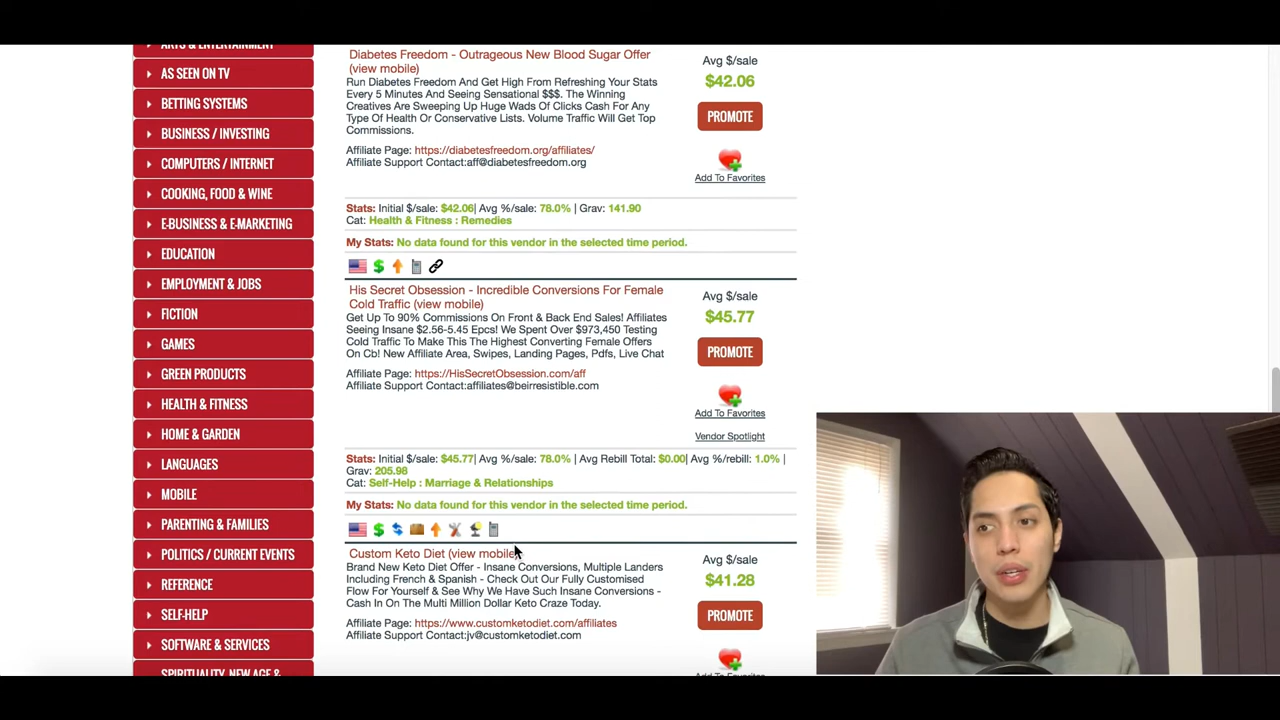 ARTS & ENTERTAINMENT
AS SEEN ON TV
BETTING SYSTEMS
BUSINESS / INVESTING
COMPUTERS / INTERNET
COOKING, FOOD & WINE
E-BUSINESS & E-MARKETING
EDUCATION
EMPLOYMENT & JOBS
FICTION
GAMES
GREEN PRODUCTS
HEALTH & FITNESS
HOME & GARDEN
LANGUAGES
MOBILE
PARENTING & FAMILIES
POLITICS / CURRENT EVENTS
REFERENCE
SELF-HELP
SOFTWARE & SERVICES
SPIRITUALITY, NEW AGE &
Diabetes Freedom - Outrageous New Blood Sugar Offer
(view mobile)
Run Diabetes Freedom And Get High From Refreshing Your Stats
Every 5 Minutes And Seeing Sensational $$$. The Winning
Creatives Are Sweeping Up Huge Wads Of Clicks Cash For Any
Type Of Health Or Conservative Lists. Volume Traffic Will Get Top
Commissions.
Affiliate Page: https://diabetesfreedom.org/affiliates/
Affiliate Support Contact:aff@diabetesfreedom.org
Avg $/sale
$42.06
PROMOTE
Add To Favorites
Stats: Initial $/sale: $42.06| Avg %/sale: 78.0% | Grav: 141.90
Cat: Health & Fitness : Remedies
My Stats: No data found for this vendor in the selected time period.
His Secret Obsession - Incredible Conversions For Female
Cold Traffic (view mobile)
Get Up To 90% Commissions On Front & Back End Sales! Affiliates
Seeing Insane $2.56-5.45 Epcs! We Spent Over $973,450 Testing
Cold Traffic To Make This The Highest Converting Female Offers
On Cb! New Affiliate Area, Swipes, Landing Pages, Pdfs, Live Chat
Affiliate Page: https://HisSecretObsession.com/aff
Affiliate Support Contact:affiliates@beirresistible.com
Avg $/sale
$45.77
PROMOTE
Add To Favorites
Vendor Spotlight
Stats: Initial $/sale: $45.77| Avg %/sale: 78.0% | Avg Rebill Total: $0.00| Avg %/rebill: 1.0% |
Grav: 205.98
Cat: Self-Help : Marriage & Relationships
My Stats: No data found for this vendor in the selected time period.
Custom Keto Diet (view mobile)
Brand New Keto Diet Offer - Insane Conversions, Multiple Landers
Including French & Spanish - Check Out Our Fully Customised
Flow For Yourself & See Why We Have Such Insane Conversions -
Cash In On The Multi Million Dollar Keto Craze Today.
Affiliate Page: https://www.customketodiet.com/affiliates
Affiliate Support Contact:jv@customketodiet.com
Avg $/sale
$41.28
PROMOTE
Add To Favorites